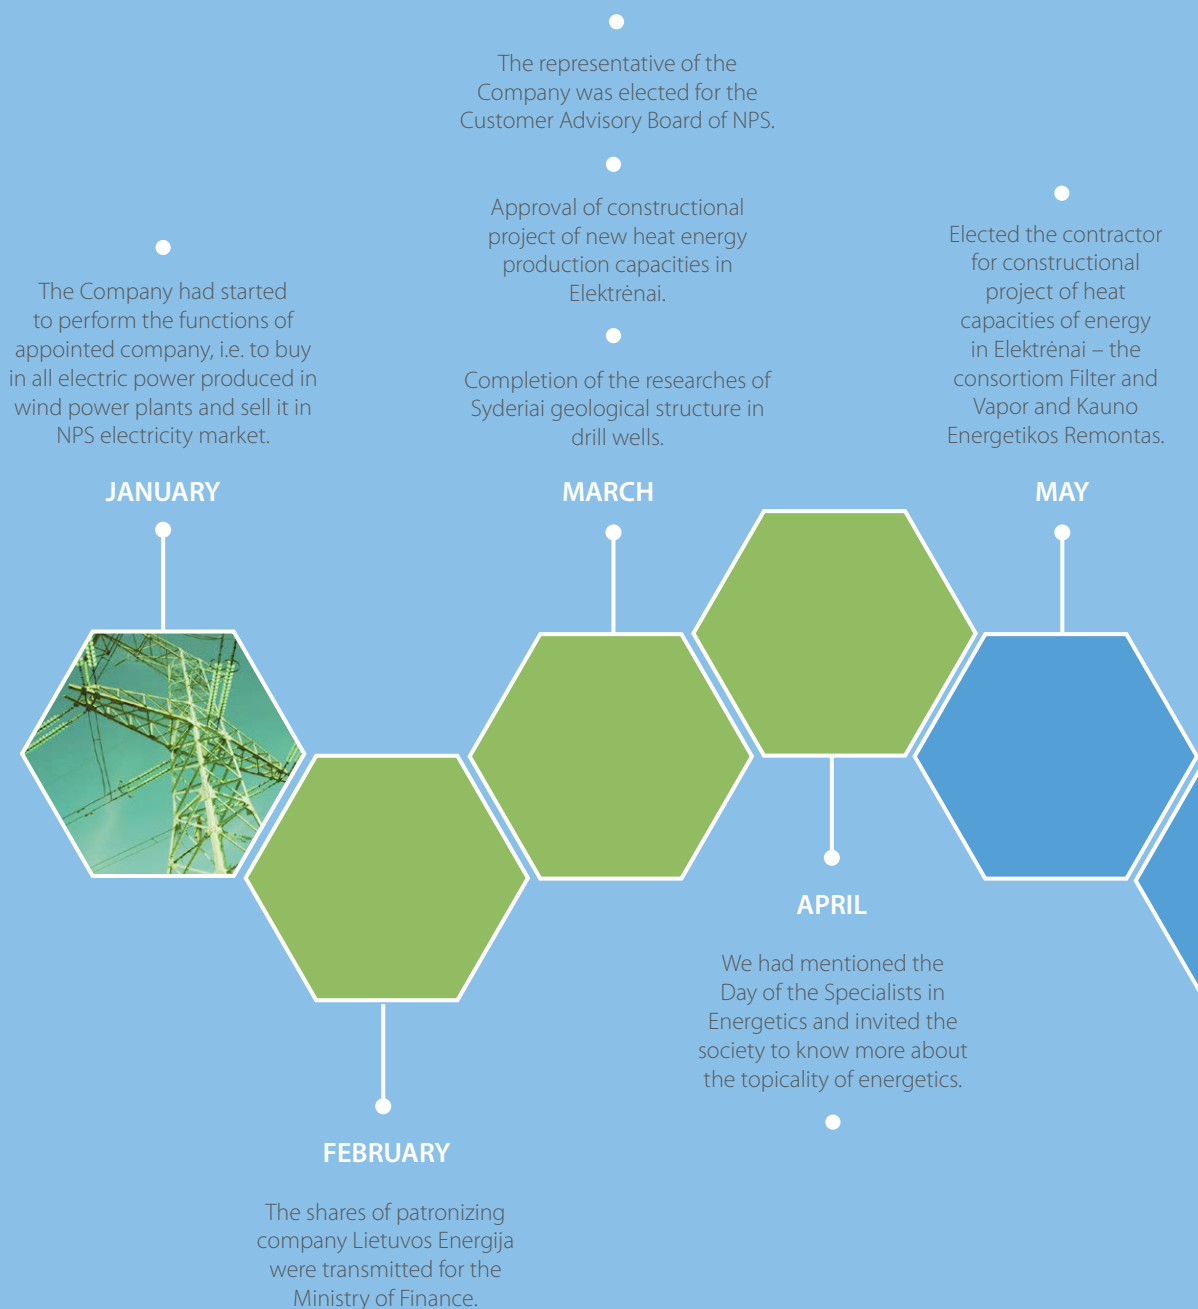 The Company had started
to perform the functions of
appointed company, i.e. to buy
in all electric power produced in
wind power plants and sell it in
NPS electricity market.
JANUARY
The shares of patronizing
company Lietuvos Energija
were transmitted for the
Ministry of Finance.
FEBRUARY
The representative of the
Company was elected for the
Customer Advisory Board of NPS.
Approval of constructional
project of new heat energy
production capacities in
Elektrėnai.
Completion of the researches of
Syderiai geological structure in
drill wells.
MARCH
APRIL
We had mentioned the
Day of the Specialists in
Energetics and invited the
society to know more about
the topicality of energetics.
Elected the contractor
for constructional
project of heat
capacities of energy
in Elektrėnai – the
consortiom Filter and
Vapor and Kauno
Energetikos Remontas.
MAY